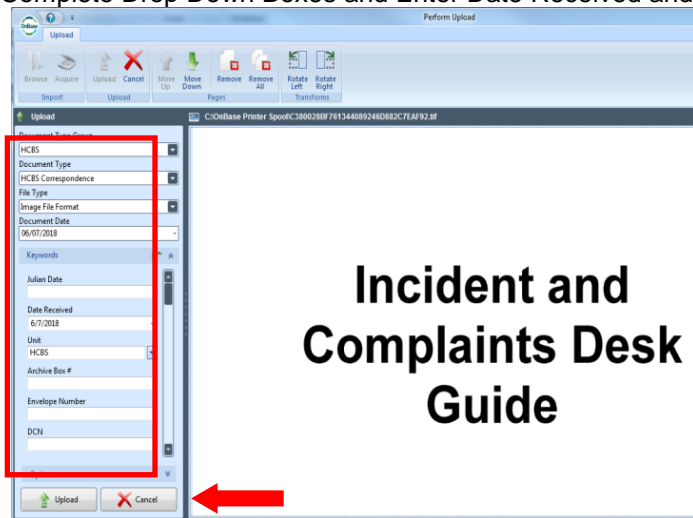 Complete Drop Down Boxes and Enter Date Received and
Perform Upload
OnBase
Upload
Browse Acquire Upload Cancel Move Up Move Down Remove Remove All Rotate Left Rotate Right
Import Upload Pages Transforms
Upload
C:\OnBase Printer Spool\C380028BF761344089246D882C7EAF92.tif
Document Type Group
HCBS
Document Type
HCBS Correspondence
File Type
Image File Format
Document Date
06/07/2018
Keywords
Julian Date
Date Received
6/7/2018
Unit
HCBS
Archive Box #
Envelope Number
DCN
Upload Cancel
Incident and
Complaints Desk
Guide